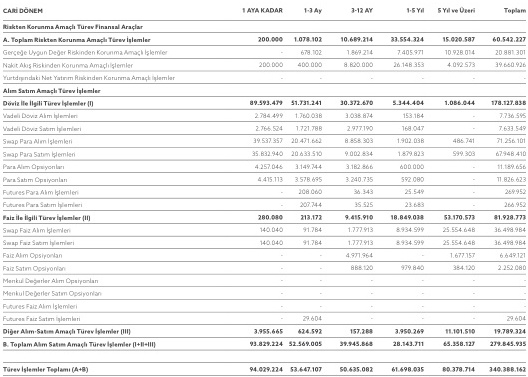 CARİ DÖNEM 1 AYA KADAR 1-3 Ay 3-12 AY 1-5 Yıl 5 Yıl ve Üzeri Toplam
Riskten Korunma Amaçlı Türev Finansal Araçlar
A. Toplam Riskten Korunma Amaçlı Türev İşlemler 200.000 1.078.102 10.689.214 33.554.324 15.020.587 60.542.227
Gerçeğe Uygun Değer Riskinden Korunma Amaçlı İşlemler - 678.102 1.869.214 7.405.971 10.928.014 20.881.301
Nakit Akış Riskinden Korunma Amaçlı İşlemler 200.000 400.000 8.820.000 26.148.353 4.092.573 39.660.926
Yurtdışındaki Net Yatırım Riskinden Korunma Amaçlı İşlemler - - - - - -
Alım Satım Amaçlı Türev İşlemler
Döviz İle İlgili Türev İşlemler (I) 89.593.479 51.731.241 30.372.670 5.344.404 1.086.044 178.127.838
Vadeli Döviz Alım İşlemleri 2.784.499 1.760.038 3.038.874 153.184 - 7.736.595
Vadeli Döviz Satım İşlemleri 2.766.524 1.721.788 2.977.190 168.047 - 7.633.549
Swap Para Alım İşlemleri 39.537.357 20.471.662 8.858.303 1.902.038 486.741 71.256.101
Swap Para Satım İşlemleri 35.832.940 20.633.510 9.002.834 1.879.823 599.303 67.948.410
Para Alım Opsiyonları 4.257.046 3.149.744 3.182.866 600.000 - 11.189.656
Para Satım Opsiyonları 4.415.113 3.578.695 3.240.735 592.080 - 11.826.623
Futures Para Alım İşlemleri - 208.060 36.343 25.549 - 269.952
Futures Para Satım İşlemleri - 207.744 35.525 23.683 - 266.952
Faiz İle İlgili Türev İşlemler (II) 280.080 213.172 9.415.910 18.849.038 53.170.573 81.928.773
Swap Faiz Alım İşlemleri 140.040 91.784 1.777.913 8.934.599 25.554.648 36.498.984
Swap Faiz Satım İşlemleri 140.040 91.784 1.777.913 8.934.599 25.554.648 36.498.984
Faiz Alım Opsiyonları - - 4.971.964 - 1.677.157 6.649.121
Faiz Satım Opsiyonları - - 888.120 979.840 384.120 2.252.080
Menkul Değerler Alım Opsiyonları - - - - - -
Menkul Değerler Satım Opsiyonları - - - - - -
Futures Faiz Alım İşlemleri - - - - - -
Futures Faiz Satım İşlemleri - 29.604 - - - 29.604
Diğer Alım-Satım Amaçlı Türev İşlemler (III) 3.955.665 624.592 157.288 3.950.269 11.101.510 19.789.324
B. Toplam Alım Satım Amaçlı Türev İşlemler (I+II+III) 93.829.224 52.569.005 39.945.868 28.143.711 65.358.127 279.845.935
Türev İşlemler Toplamı (A+B) 94.029.224 53.647.107 50.635.082 61.698.035 80.378.714 340.388.162